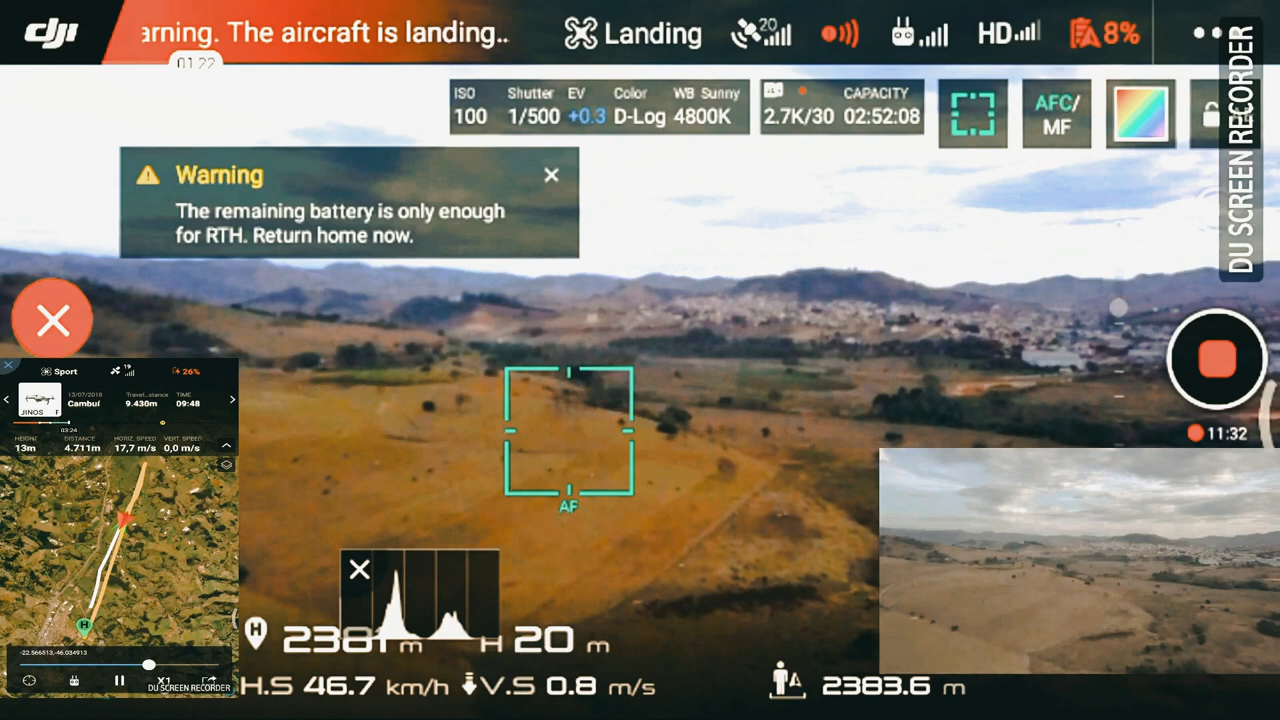 dji
arning. The aircraft is landing..
Landing
20
HD
8%
01:22
ISO
100
Shutter
1/500
EV
+0.3
Color
D-Log
WB Sunny
4800K
2.7K/30
CAPACITY
02:52:08
AFC/
MF
DU SCREEN RECORDER
Warning
The remaining battery is only enough
for RTH. Return home now.
11:32
AF
Sport
19
26%
JINOS F
13/07/2018
Cambuí
9.430m
TIME
09:48
03:24
HEIGHT
13m
DISTANCE
4.711m
HORIZ. SPEED
17,7 m/s
VERT. SPEED
0,0 m/s
H
-22.566513,-46.034913
X1
DU SCREEN RECORDER
H 2381 m
H 20 m
H.S 46.7 km/h
V.S 0.8 m/s
2383.6 m